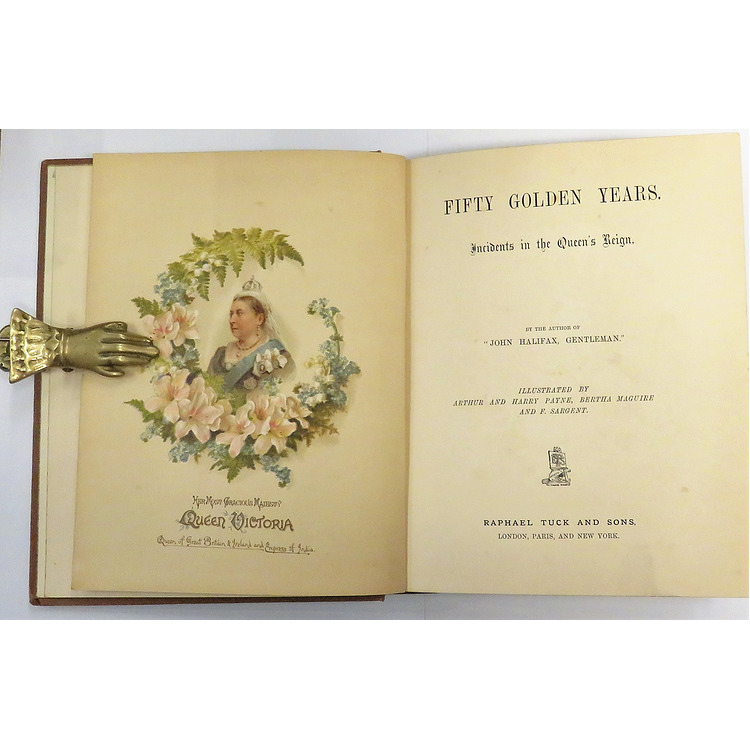 HER MOST GRACIOUS MAJESTY
QUEEN VICTORIA
Queen of Great Britain & Ireland and Empress of India.
FIFTY GOLDEN YEARS.
Incidents in the Queen's Reign.
BY THE AUTHOR OF
"JOHN HALIFAX, GENTLEMAN."
ILLUSTRATED BY
ARTHUR AND HARRY PAYNE, BERTHA MAGUIRE
AND F. SARGENT.
RAPHAEL TUCK AND SONS,
LONDON, PARIS, AND NEW YORK.